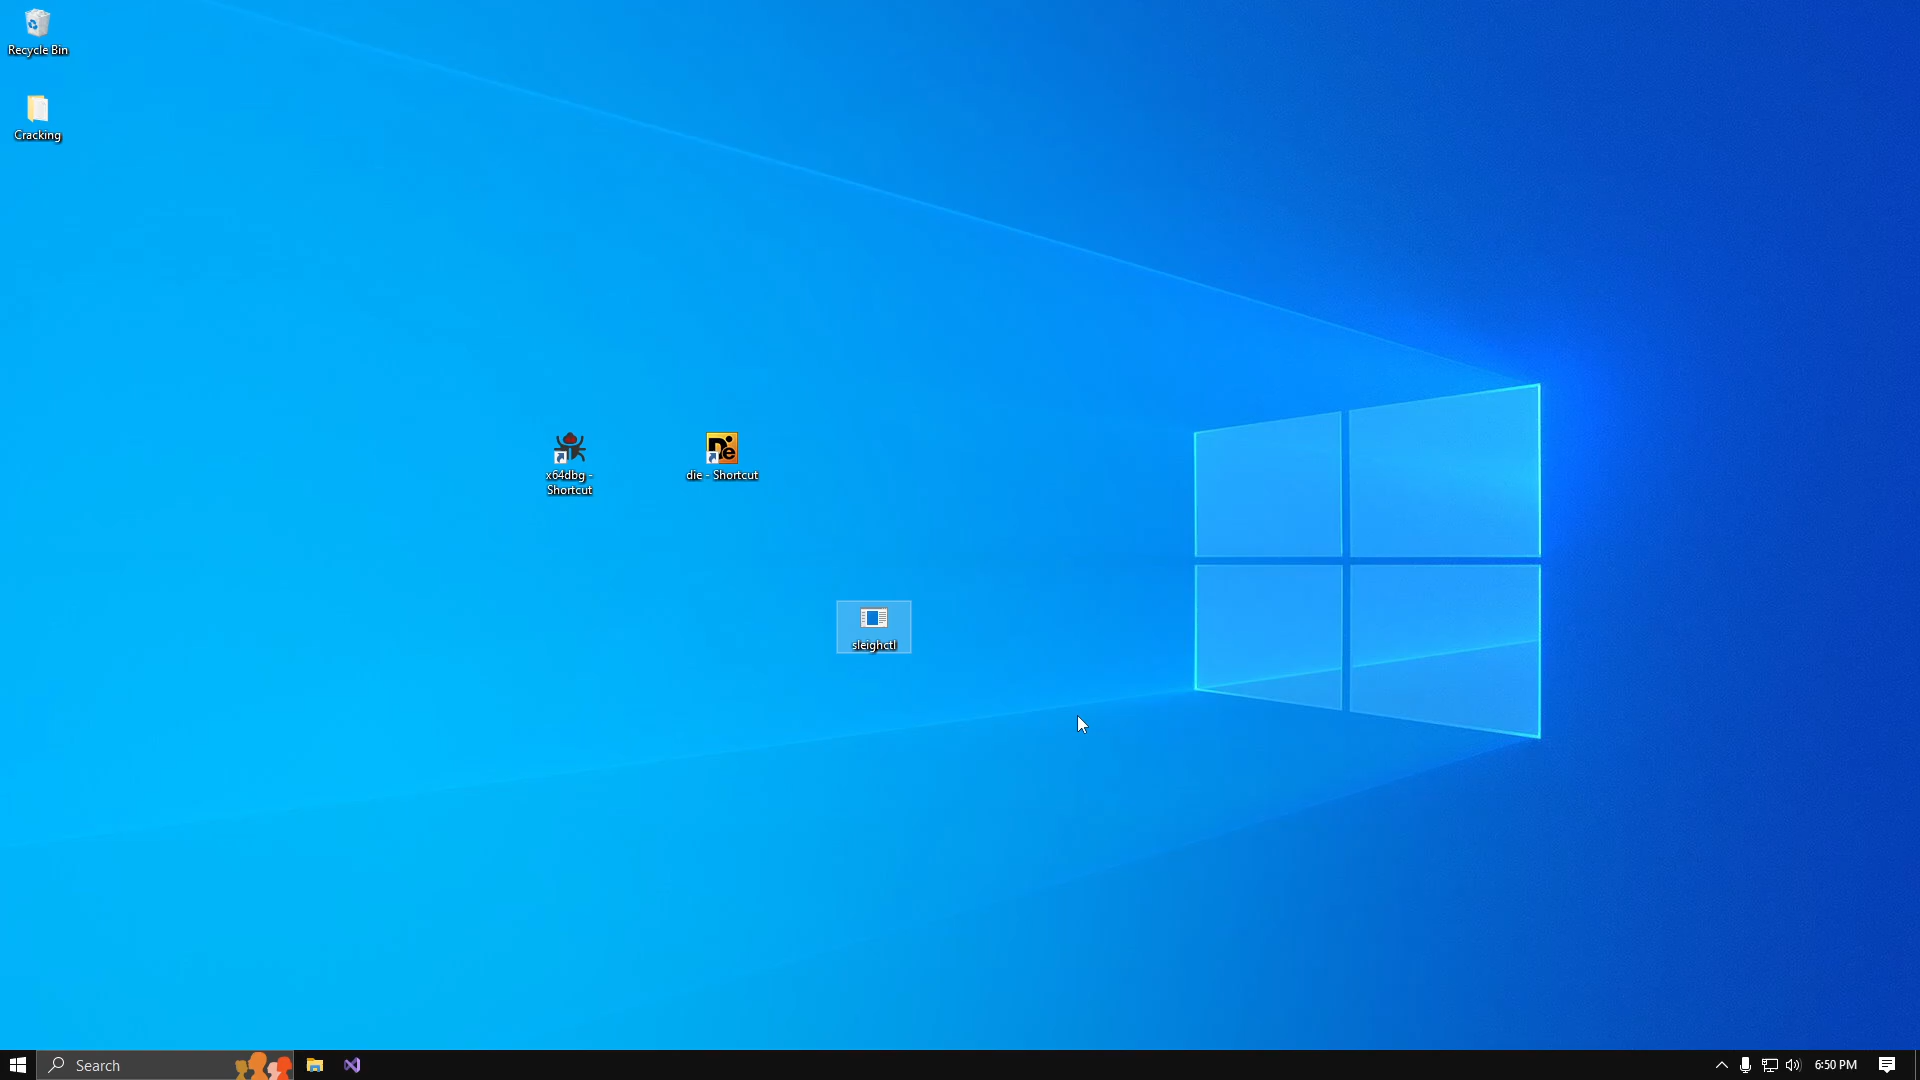 Recycle Bin
Cracking
x64dbg -
Shortcut
die - Shortcut
sleighctl
Search
6:50 PM